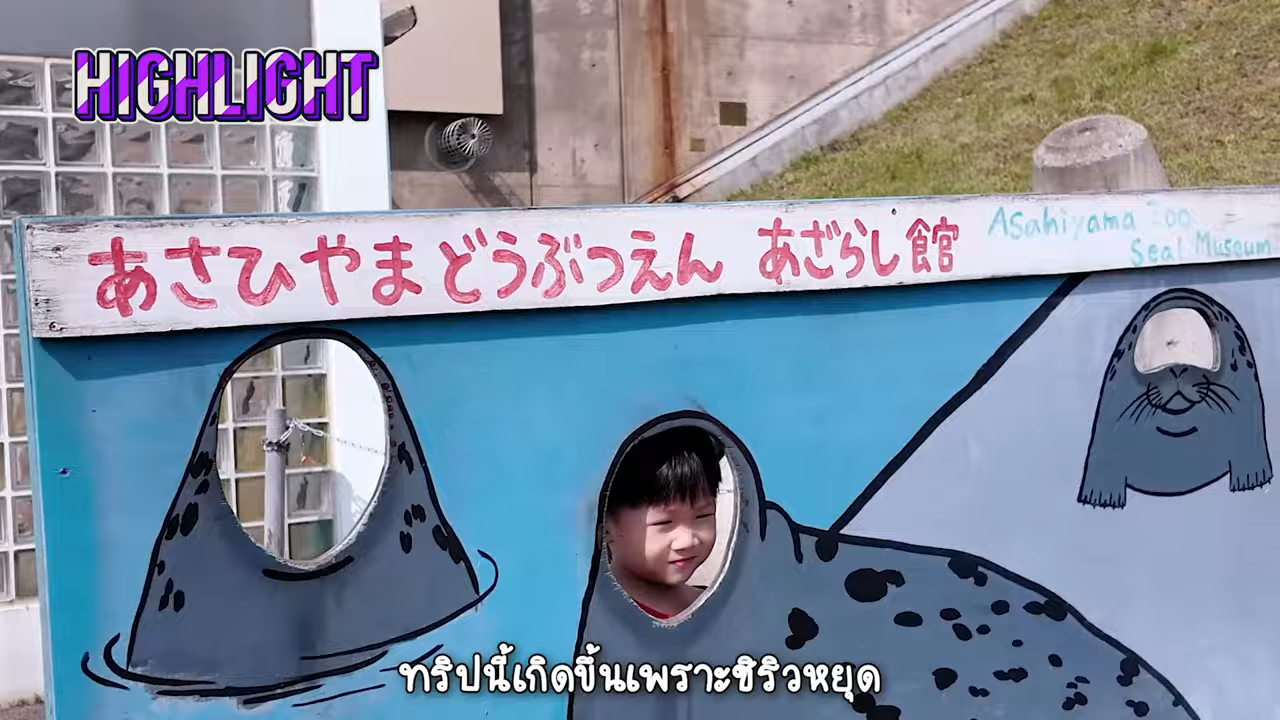 HIGHLIGHT
あさひやまどうぶつえん あざらし館
Asahiyama Zoo
Seal Museum
ทริปนี้เกิดขึ้นเพราะชิริวหยุด